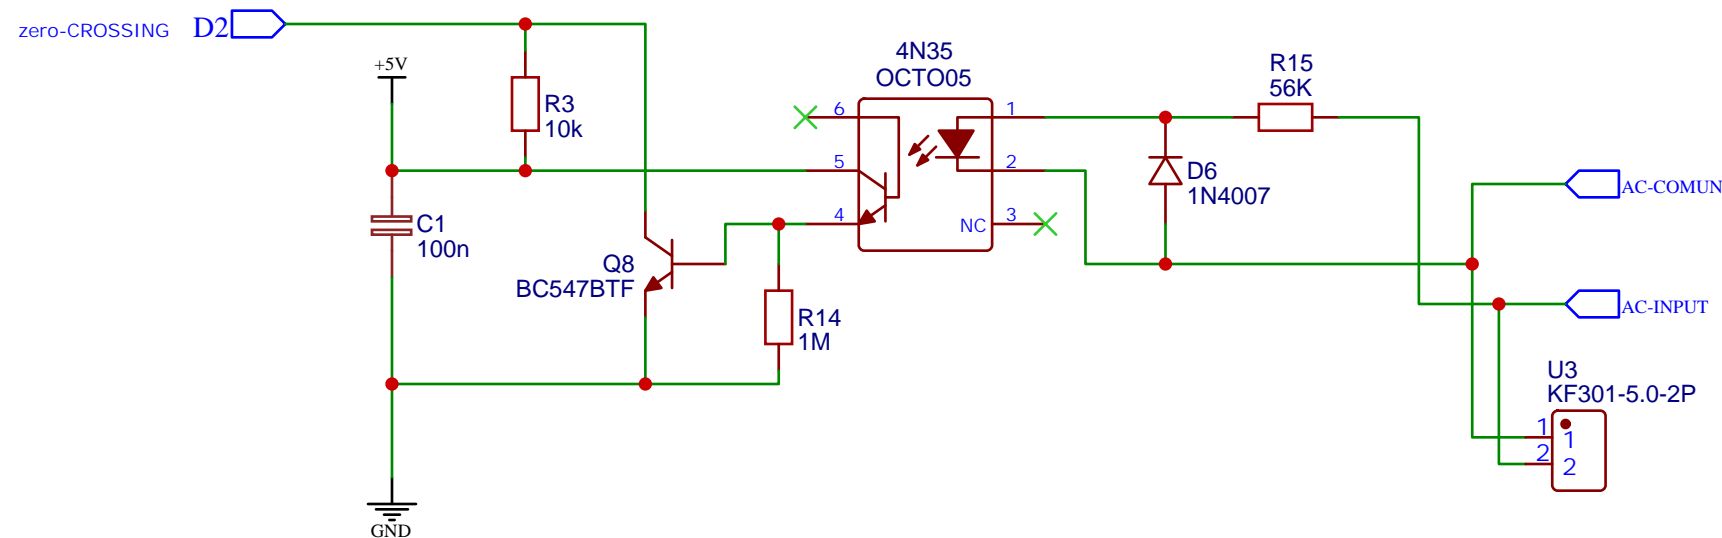 zero-CROSSING
D2
+5V
R3
10k
C1
100n
Q8
BC547BTF
R14
1M
GND
4N35
OCTO05
6
5
4
1
2
NC
3
R15
56K
D6
1N4007
AC-COMUN
AC-INPUT
U3
KF301-5.0-2P
1
1
2
2